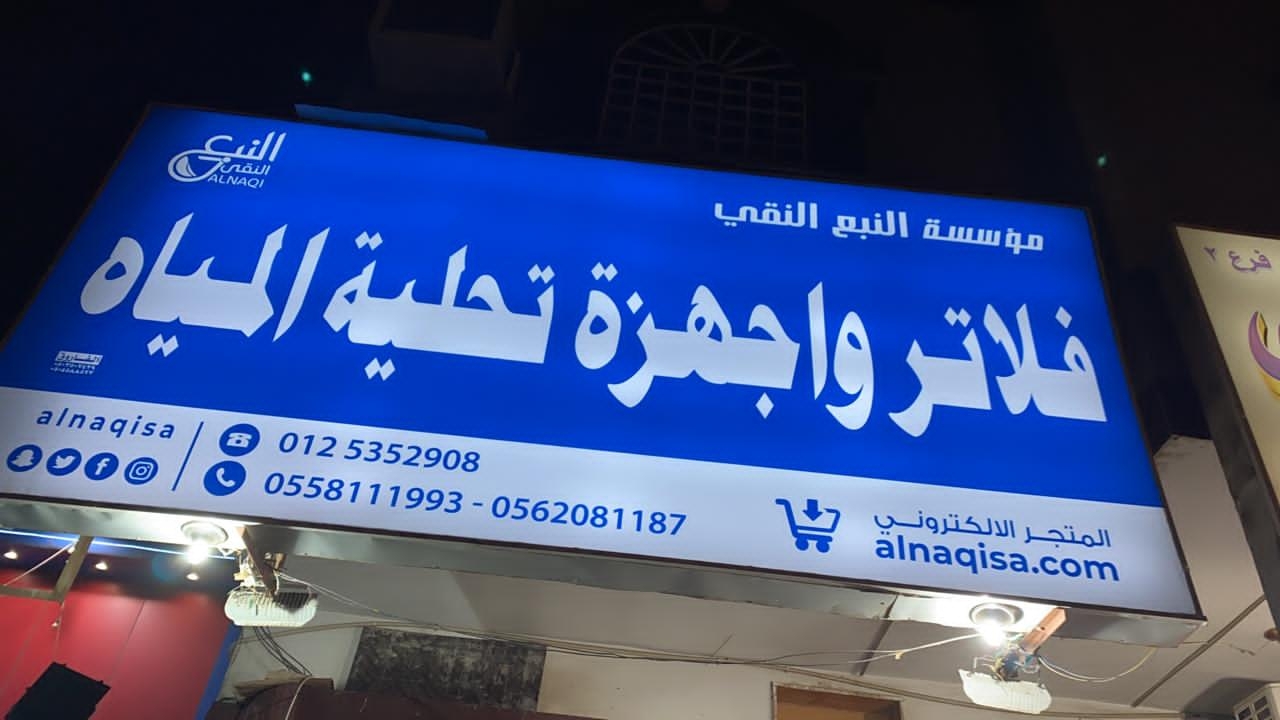 النبع
النقي
ALNAQI
مؤسسة النبع النقي
فلاتر واجهزة تحلية المياه
alnaqisa
012 5352908
0558111993 - 0562081187
المتجر الالكتروني
alnaqisa.com
فرع ٢